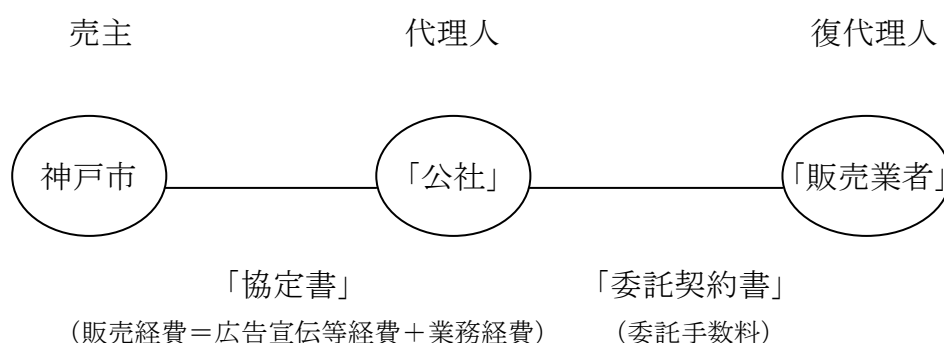 売主 代理人 復代理人
神戸市 「公社」 「販売業者」
「協定書」 「委託契約書」
（販売経費＝広告宣伝等経費＋業務経費） （委託手数料）